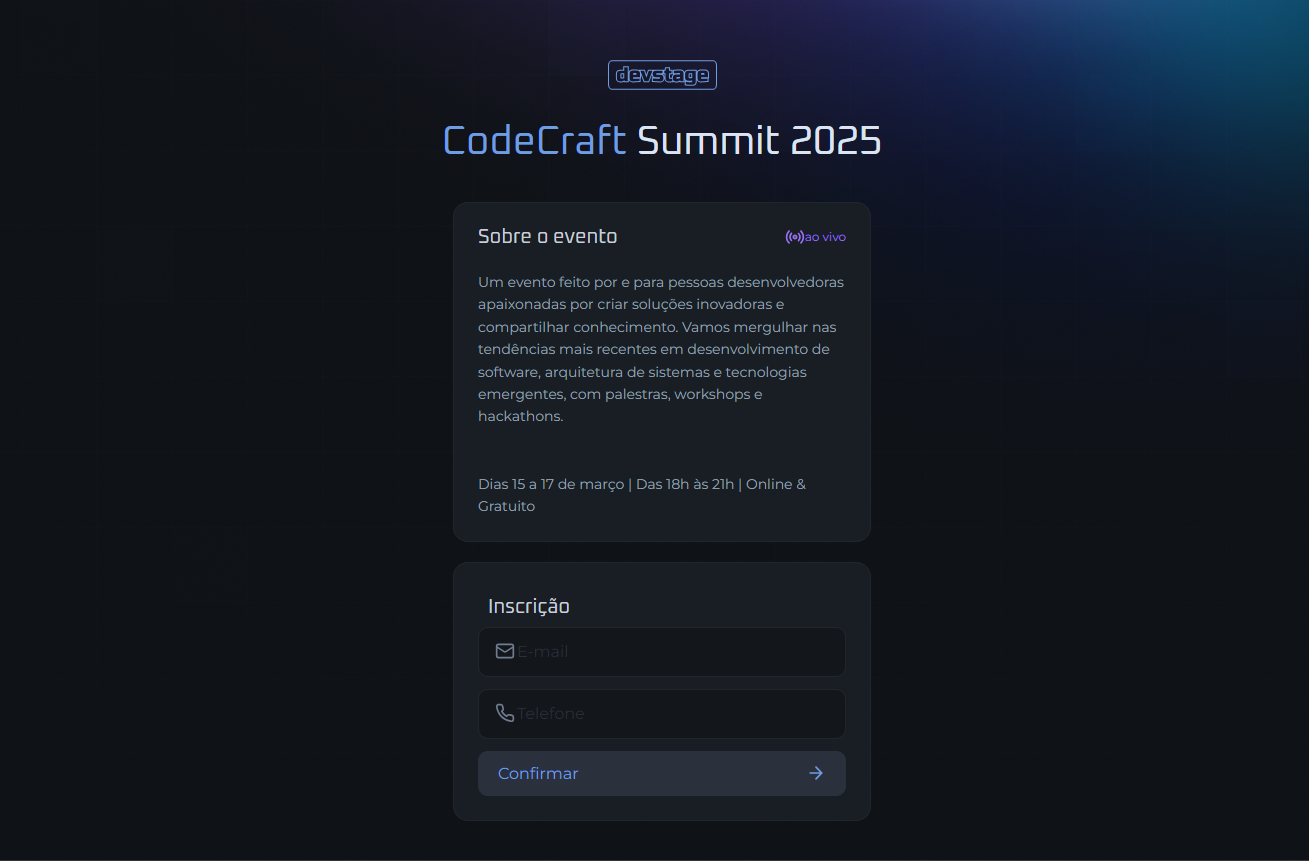 devstage
CodeCraft Summit 2025
Sobre o evento
ao vivo
Um evento feito por e para pessoas desenvolvedoras
apaixonadas por criar soluções inovadoras e
compartilhar conhecimento. Vamos mergulhar nas
tendências mais recentes em desenvolvimento de
software, arquitetura de sistemas e tecnologias
emergentes, com palestras, workshops e
hackathons.
Dias 15 a 17 de março | Das 18h às 21h | Online &
Gratuito
Inscrição
E-mail
Telefone
Confirmar